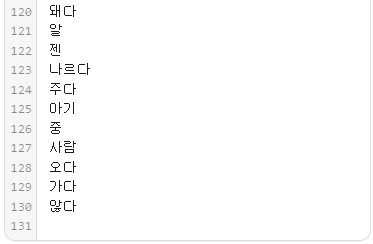 120 돼다
121 알
122 젠
123 나르다
124 주다
125 아기
126 중
127 사람
128 오다
129 가다
130 않다
131